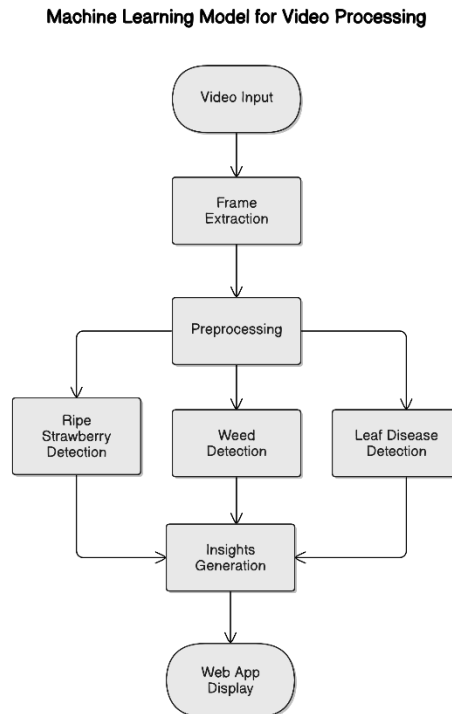 Machine Learning Model for Video Processing
Video Input
Frame
Extraction
Preprocessing
Ripe
Strawberry
Detection
Weed
Detection
Leaf Disease
Detection
Insights
Generation
Web App
Display